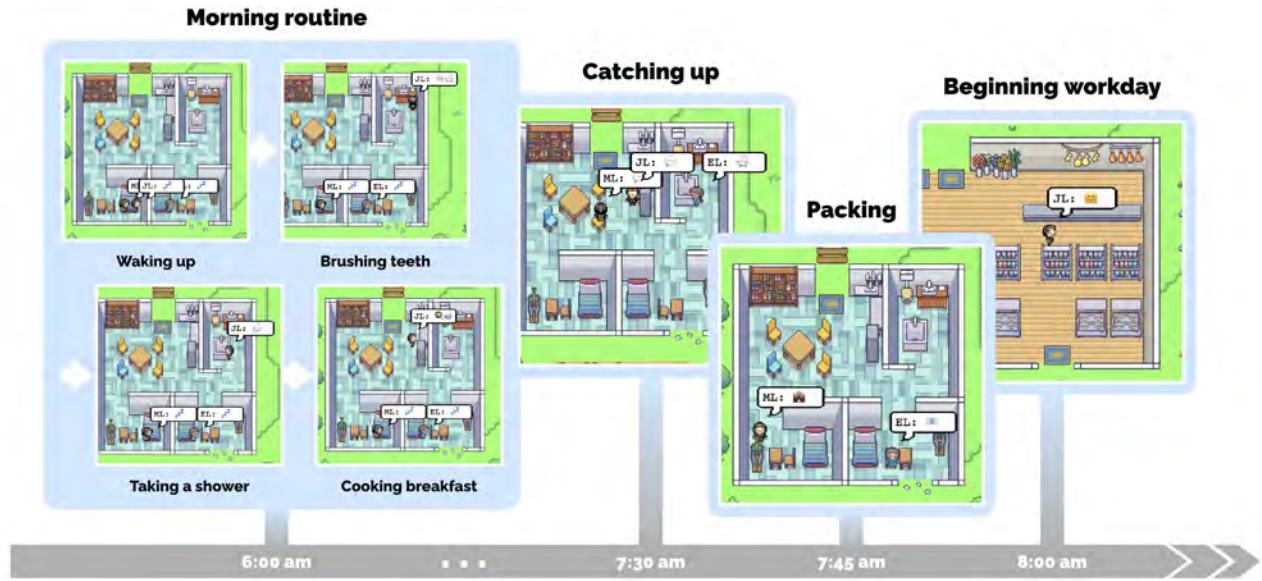 Morning routine
Catching up
Beginning workday
Packing
JL:
ML:
JL:
ML:
EL:
Waking up
Brushing teeth
JL:
ML:
EL:
JL:
ML:
EL:
Taking a shower
Cooking breakfast
JL:
EL:
ML:
ML:
EL:
JL:
6:00 am
...
7:30 am
7:45 am
8:00 am